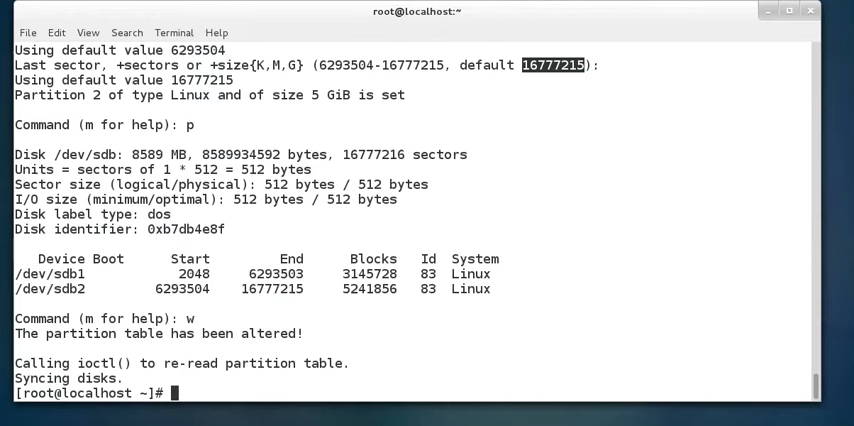 root@localhost:~
File Edit View Search Terminal Help
Using default value 6293504
Last sector, +sectors or +size{K,M,G} (6293504-16777215, default 16777215):
Using default value 16777215
Partition 2 of type Linux and of size 5 GiB is set
Command (m for help): p
Disk /dev/sdb: 8589 MB, 8589934592 bytes, 16777216 sectors
Units = sectors of 1 * 512 = 512 bytes
Sector size (logical/physical): 512 bytes / 512 bytes
I/O size (minimum/optimal): 512 bytes / 512 bytes
Disk label type: dos
Disk identifier: 0xb7db4e8f
Device Boot Start End Blocks Id System
/dev/sdb1 2048 6293503 3145728 83 Linux
/dev/sdb2 6293504 16777215 5241856 83 Linux
Command (m for help): w
The partition table has been altered!
Calling ioctl() to re-read partition table.
Syncing disks.
[root@localhost ~]#